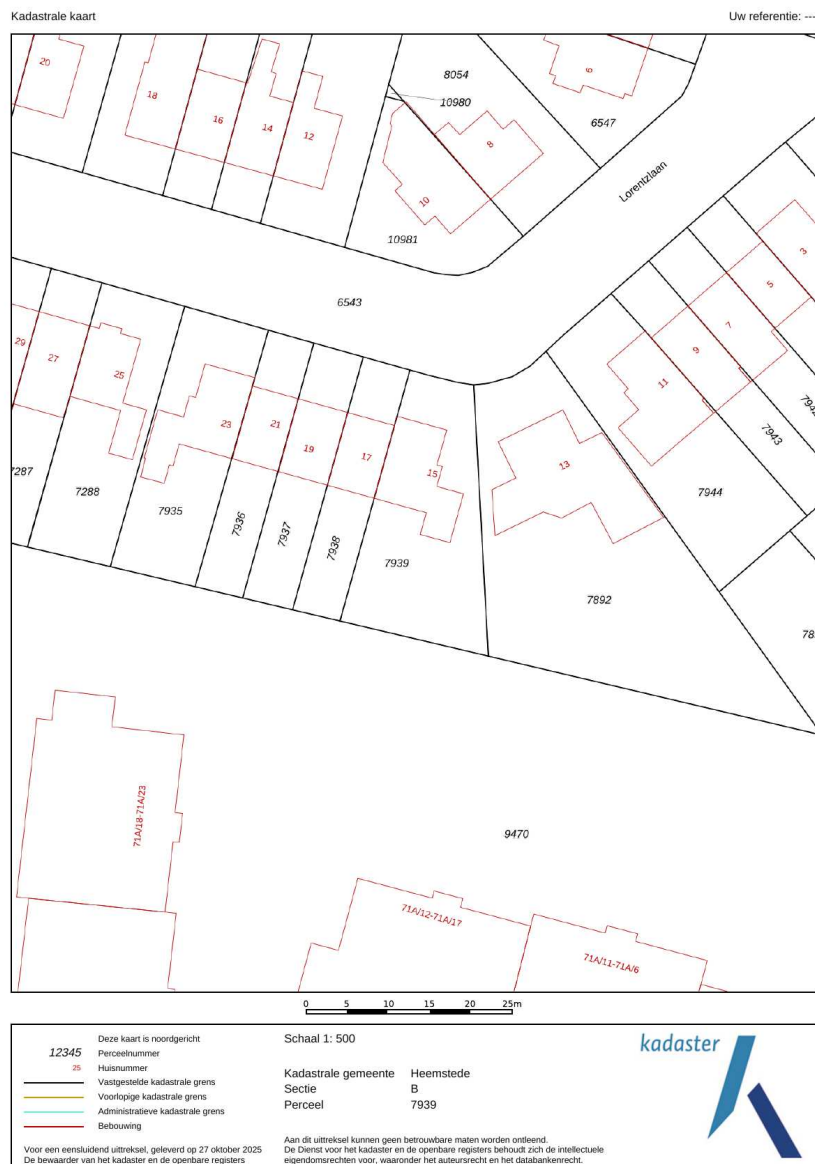 Kadastrale kaart
Uw referentie: ---
20
18
16
14
12
8054
10980
6
6547
8
10
10981
Lorentzlaan
6543
3
5
7
9
11
29
27
25
23
21
19
17
15
13
7287
7288
7935
7936
7937
7938
7939
7892
7944
7943
71A/18-71A/23
9470
71A/12-71A/17
71A/11-71A/6
0 5 10 15 20 25m
Deze kaart is noordgericht
12345 Perceelnummer
25 Huisnummer
Vastgestelde kadastrale grens
Voorlopige kadastrale grens
Administratieve kadastrale grens
Bebouwing
Voor een eensluidend uittreksel, geleverd op 27 oktober 2025
De bewaarder van het kadaster en de openbare registers
Schaal 1: 500
Kadastrale gemeente Heemstede
Sectie B
Perceel 7939
Aan dit uittreksel kunnen geen betrouwbare maten worden ontleend.
De Dienst voor het kadaster en de openbare registers behoudt zich de intellectuele
eigendomsrechten voor, waaronder het auteursrecht en het databankenrecht.
kadaster